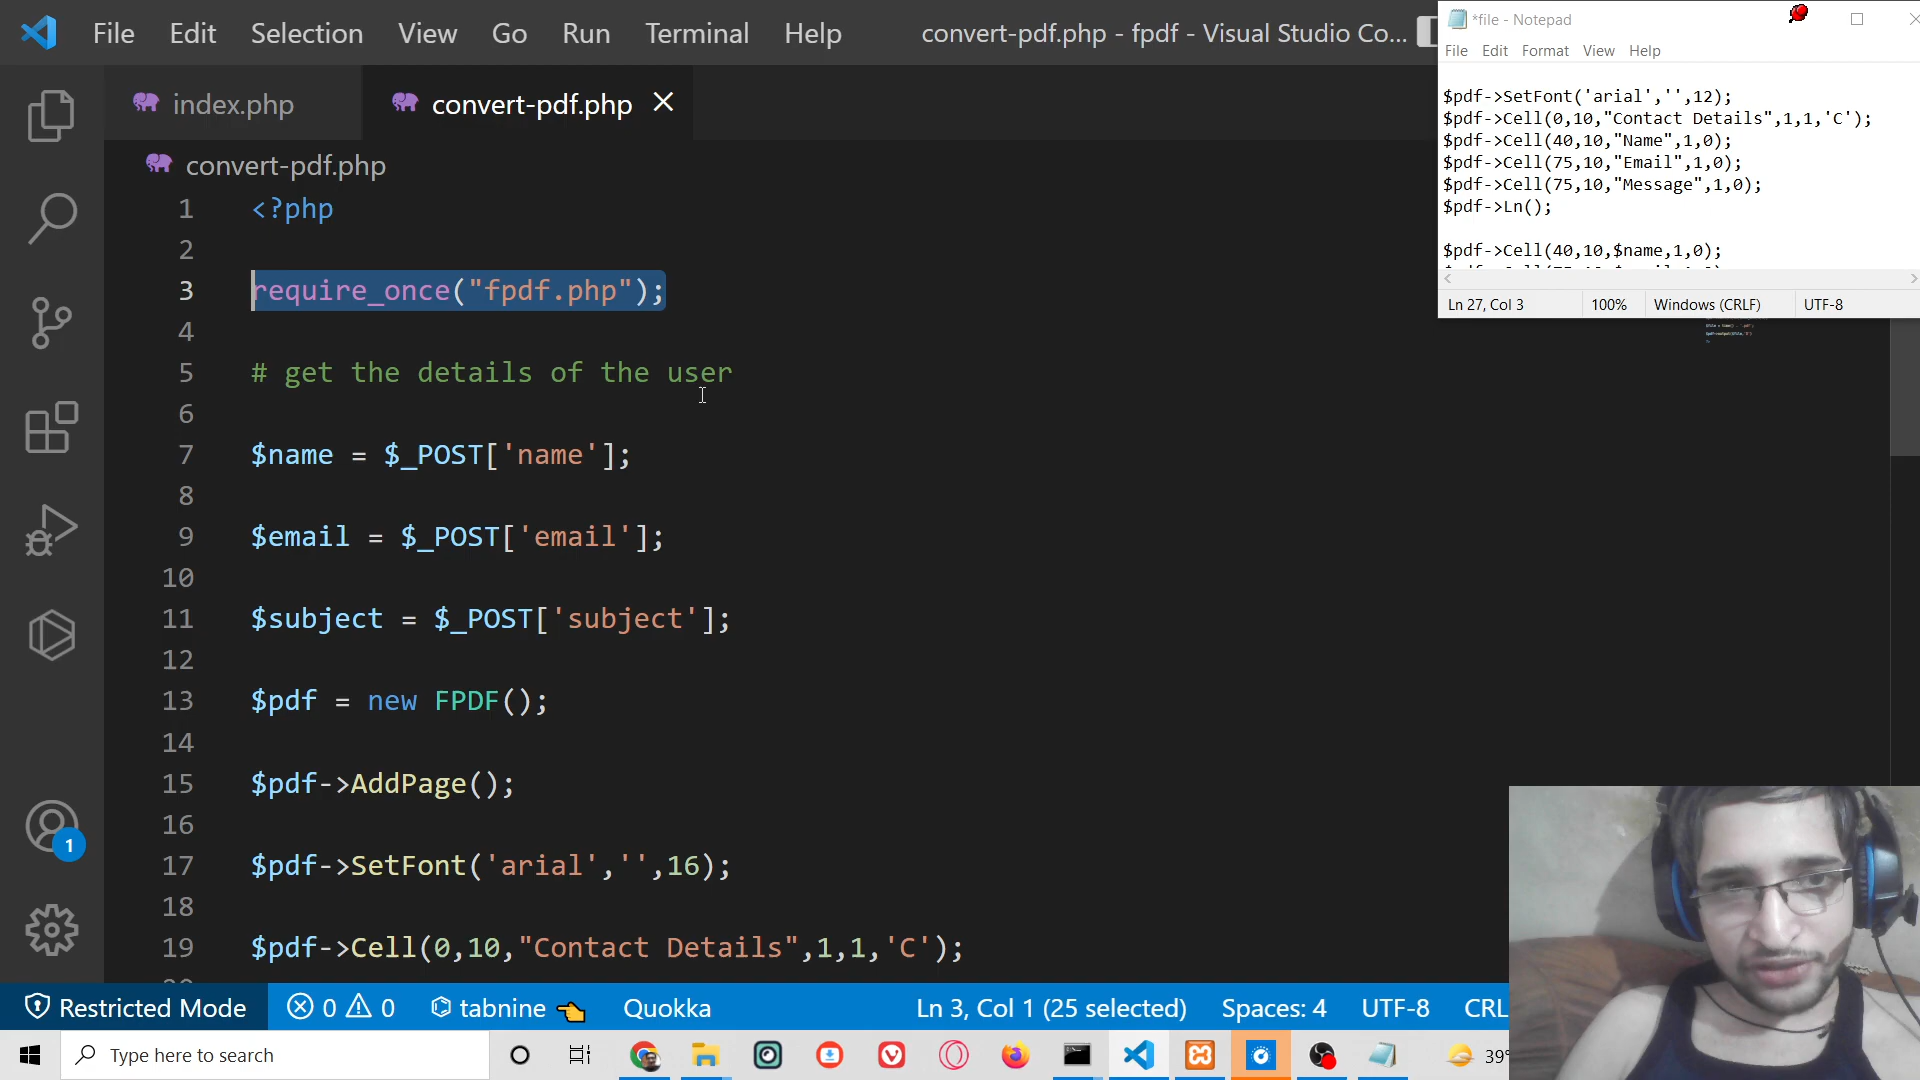 File Edit Selection View Go Run Terminal Help convert-pdf.php - fpdf - Visual Studio Co...
index.php convert-pdf.php
convert-pdf.php
1 <?php
2
3 require_once("fpdf.php");
4
5 # get the details of the user
6
7 $name = $_POST['name'];
8
9 $email = $_POST['email'];
10
11 $subject = $_POST['subject'];
12
13 $pdf = new FPDF();
14
15 $pdf->AddPage();
16
17 $pdf->SetFont('arial','',16);
18
19 $pdf->Cell(0,10,"Contact Details",1,1,'C');
*file - Notepad
File Edit Format View Help
$pdf->SetFont('arial','',12);
$pdf->Cell(0,10,"Contact Details",1,1,'C');
$pdf->Cell(40,10,"Name",1,0);
$pdf->Cell(75,10,"Email",1,0);
$pdf->Cell(75,10,"Message",1,0);
$pdf->Ln();
$pdf->Cell(40,10,$name,1,0);
Ln 27, Col 3 100% Windows (CRLF) UTF-8
1
Restricted Mode 0 0 tabnine Quokka Ln 3, Col 1 (25 selected) Spaces: 4 UTF-8 CRL
Type here to search 39°